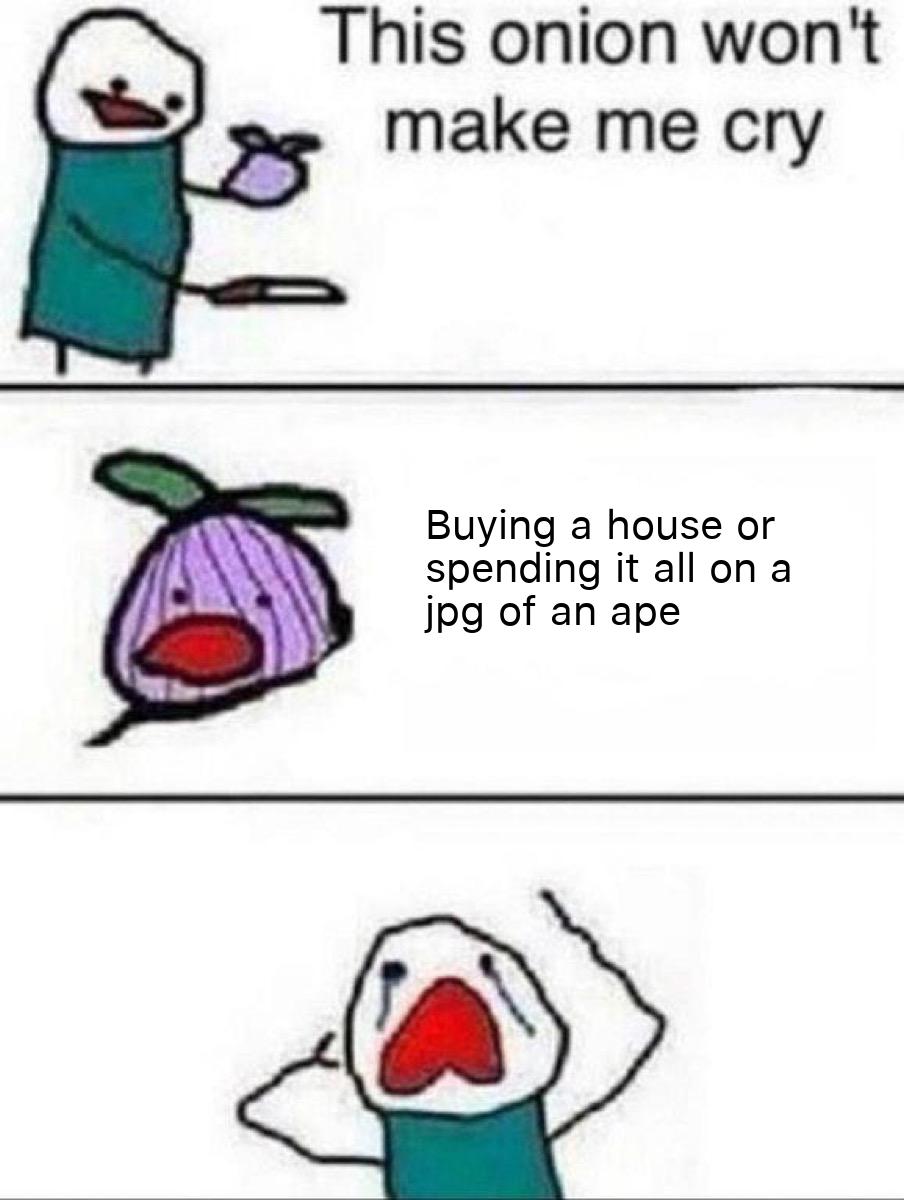 This onion won't
make me cry
Buying a house or
spending it all on a
jpg of an ape